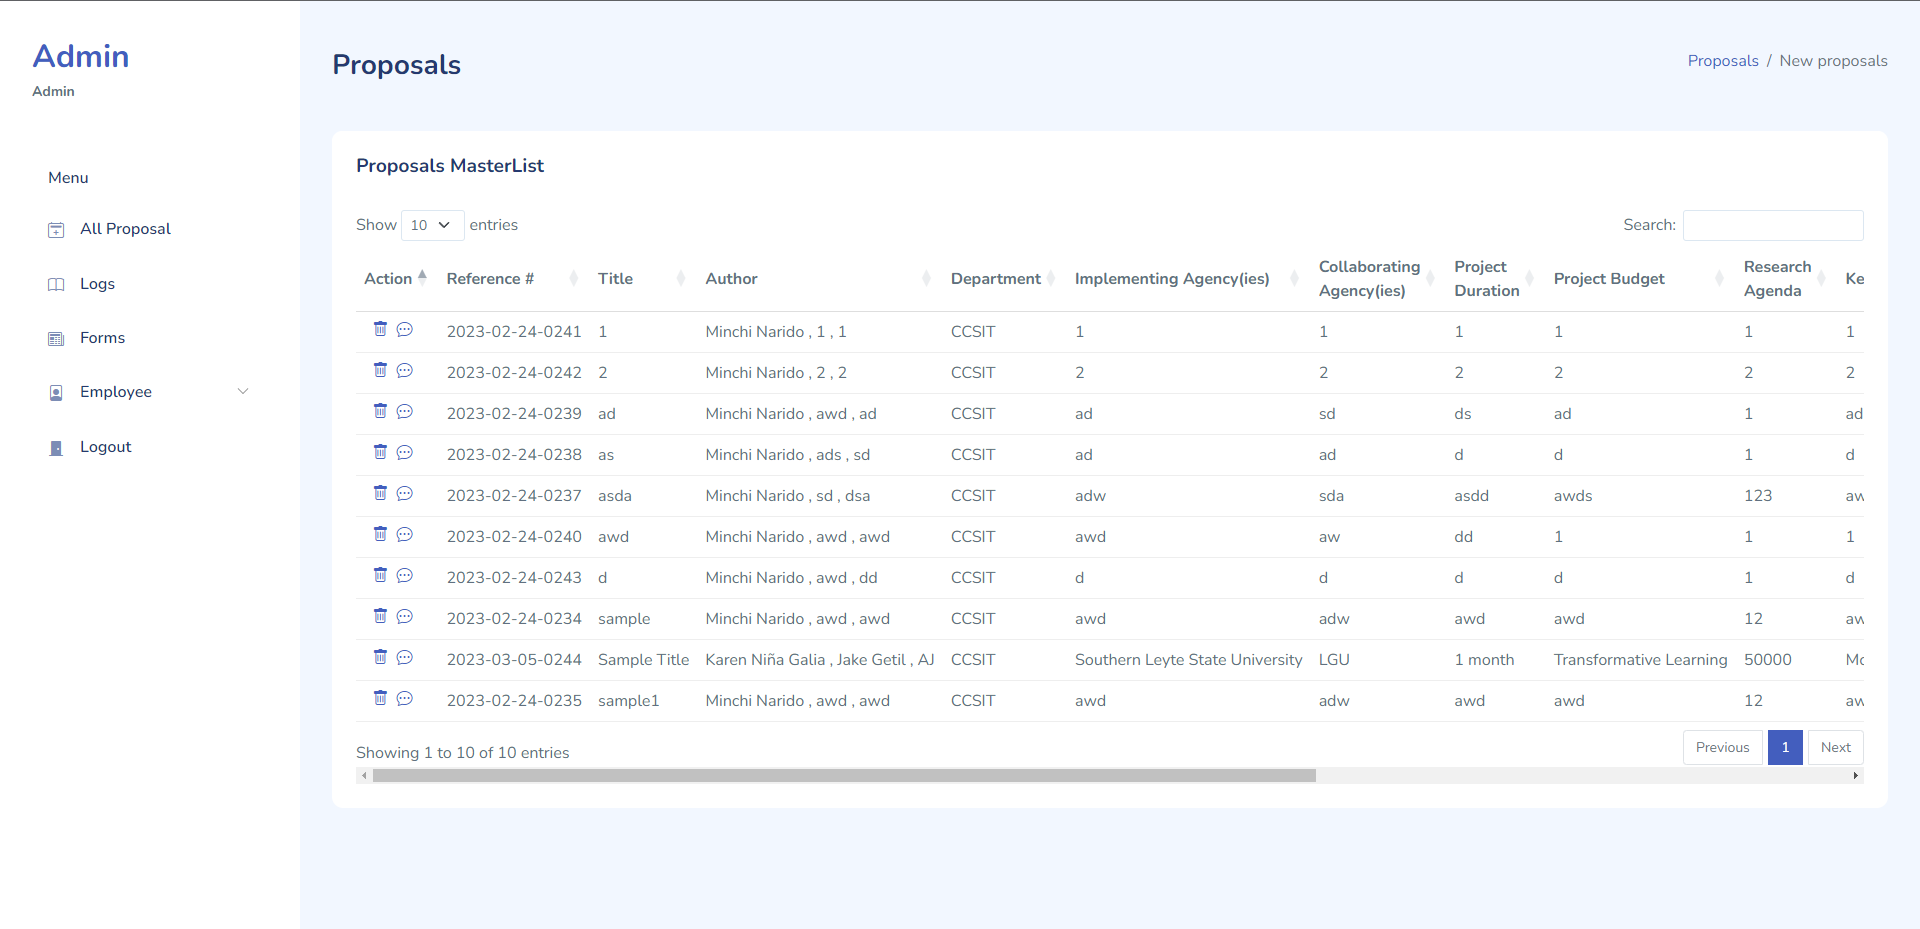 Admin
Admin
Menu
All Proposal
Logs
Forms
Employee
Logout
Proposals
Proposals / New proposals
Proposals MasterList
Show 10 entries
Search:
Action Reference # Title Author Department Implementing Agency(ies) Collaborating Agency(ies) Project Duration Project Budget Research Agenda Ke
2023-02-24-0241 1 Minchi Narido , 1 , 1 CCSIT 1 1 1 1 1 1
2023-02-24-0242 2 Minchi Narido , 2 , 2 CCSIT 2 2 2 2 2 2
2023-02-24-0239 ad Minchi Narido , awd , ad CCSIT ad sd ds ad 1 ad
2023-02-24-0238 as Minchi Narido , ads , sd CCSIT ad ad d d 1 d
2023-02-24-0237 asda Minchi Narido , sd , dsa CCSIT adw sda asdd awds 123 aw
2023-02-24-0240 awd Minchi Narido , awd , awd CCSIT awd aw dd 1 1 1
2023-02-24-0243 d Minchi Narido , awd , dd CCSIT d d d d 1 d
2023-02-24-0234 sample Minchi Narido , awd , awd CCSIT awd adw awd awd 12 aw
2023-03-05-0244 Sample Title Karen Niña Galia , Jake Getil , AJ CCSIT Southern Leyte State University LGU 1 month Transformative Learning 50000 Mo
2023-02-24-0235 sample1 Minchi Narido , awd , awd CCSIT awd adw awd awd 12 aw
Showing 1 to 10 of 10 entries
Previous 1 Next